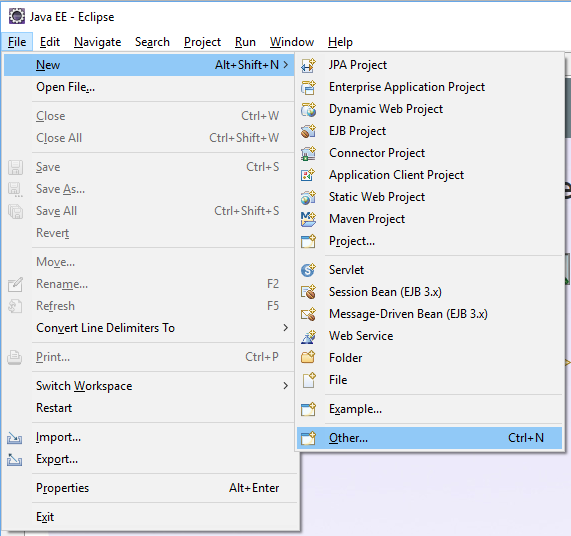 Java EE - Eclipse
File Edit Navigate Search Project Run Window Help
New Alt+Shift+N >
Open File...
Close Ctrl+W
Close All Ctrl+Shift+W
Save Ctrl+S
Save As...
Save All Ctrl+Shift+S
Revert
Move...
Rename... F2
Refresh F5
Convert Line Delimiters To >
Print... Ctrl+P
Switch Workspace >
Restart
Import...
Export...
Properties Alt+Enter
Exit
JPA Project
Enterprise Application Project
Dynamic Web Project
EJB Project
Connector Project
Application Client Project
Static Web Project
Maven Project
Project...
Servlet
Session Bean (EJB 3.x)
Message-Driven Bean (EJB 3.x)
Web Service
Folder
File
Example...
Other... Ctrl+N